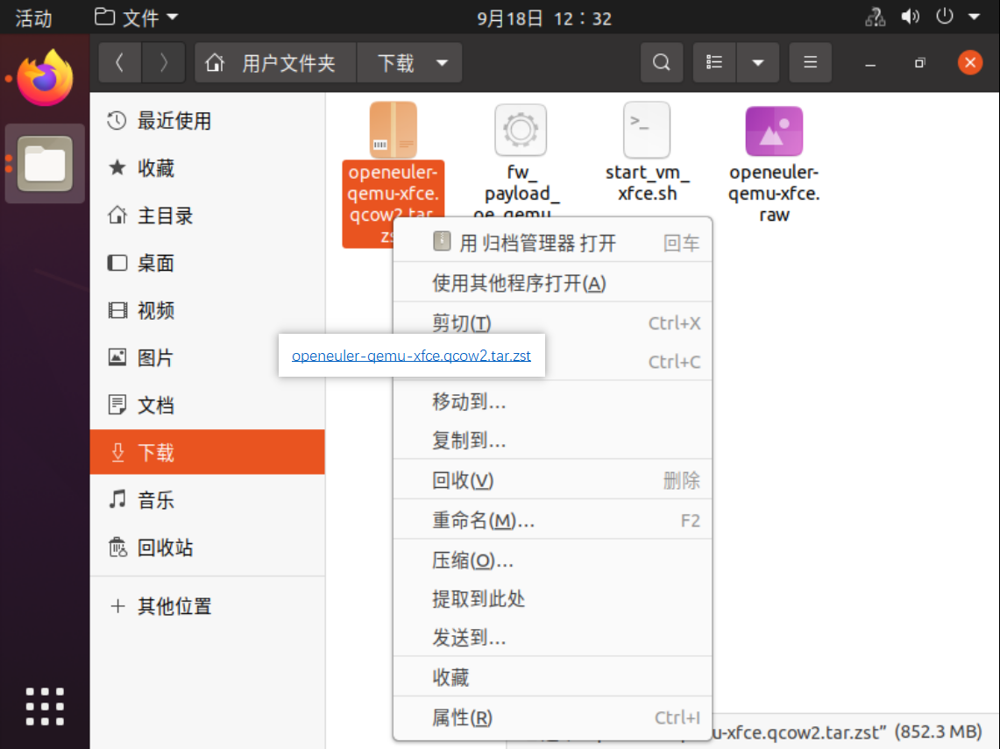 活动
文件
9月18日 12：32
用户文件夹
下载
最近使用
收藏
主目录
桌面
视频
图片
文档
下载
音乐
回收站
其他位置
openeuler-
qemu-xfce.
qcow2.tar.
fw_
payload_
oe_qemu_
start_vm_
xfce.sh
openeuler-
qemu-xfce.
raw
用 归档管理器 打开 回车
使用其他程序打开(A)
剪切(T) Ctrl+X
openeuler-qemu-xfce.qcow2.tar.zst
Ctrl+C
移动到…
复制到…
回收(V) 删除
重命名(M)… F2
压缩(O)…
提取到此处
发送到…
收藏
属性(R) Ctrl+I
u-xfce.qcow2.tar.zst” (852.3 MB)